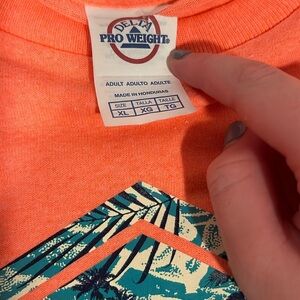 DELTA
PRO WEIGHT®
ADULT ADULTO ADULTE
MADE IN HONDURAS
SIZE TALLA TAILLE
XL XG TG